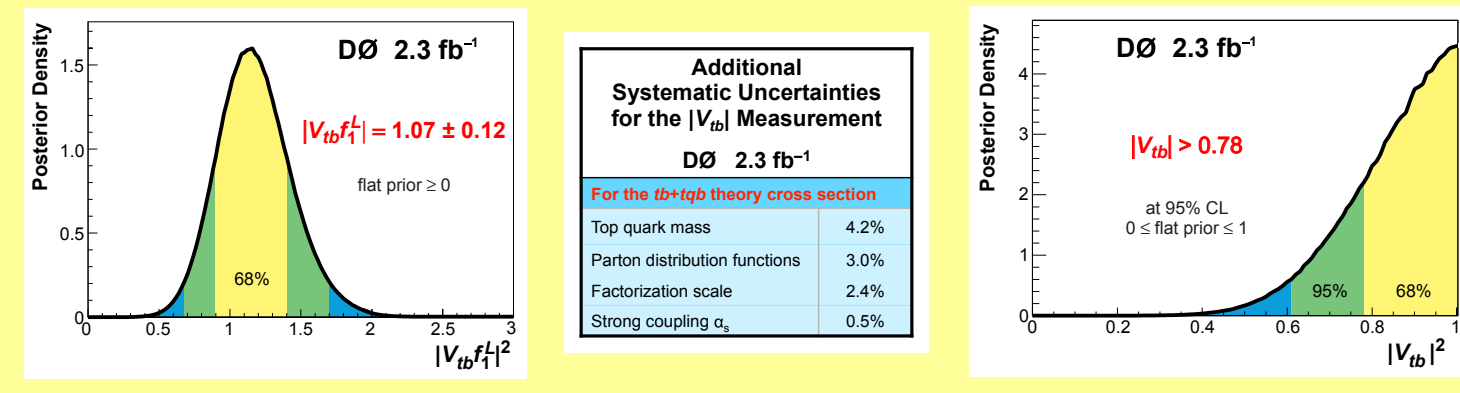 Posterior Density
1.5
1.0
0.5
0
DØ 2.3 fb⁻¹
|V_tb f₁ᴸ| = 1.07 ± 0.12
flat prior ≥ 0
68%
0 0.5 1 1.5 2 2.5 3
|V_tb f₁ᴸ|²
Additional
Systematic Uncertainties
for the |V_tb| Measurement
DØ 2.3 fb⁻¹
For the tb+tqb theory cross section
Top quark mass 4.2%
Parton distribution functions 3.0%
Factorization scale 2.4%
Strong coupling αₛ 0.5%
Posterior Density
4
3
2
1
0
DØ 2.3 fb⁻¹
|V_tb| > 0.78
at 95% CL
0 ≤ flat prior ≤ 1
95% 68%
0 0.2 0.4 0.6 0.8 1
|V_tb|²